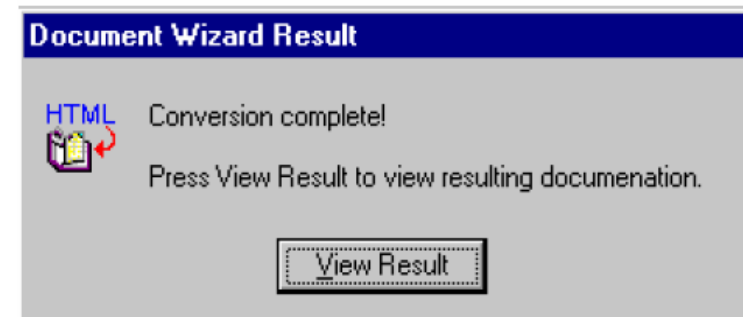 Document Wizard Result
HTML
Conversion complete!
Press View Result to view resulting documenation.
View Result